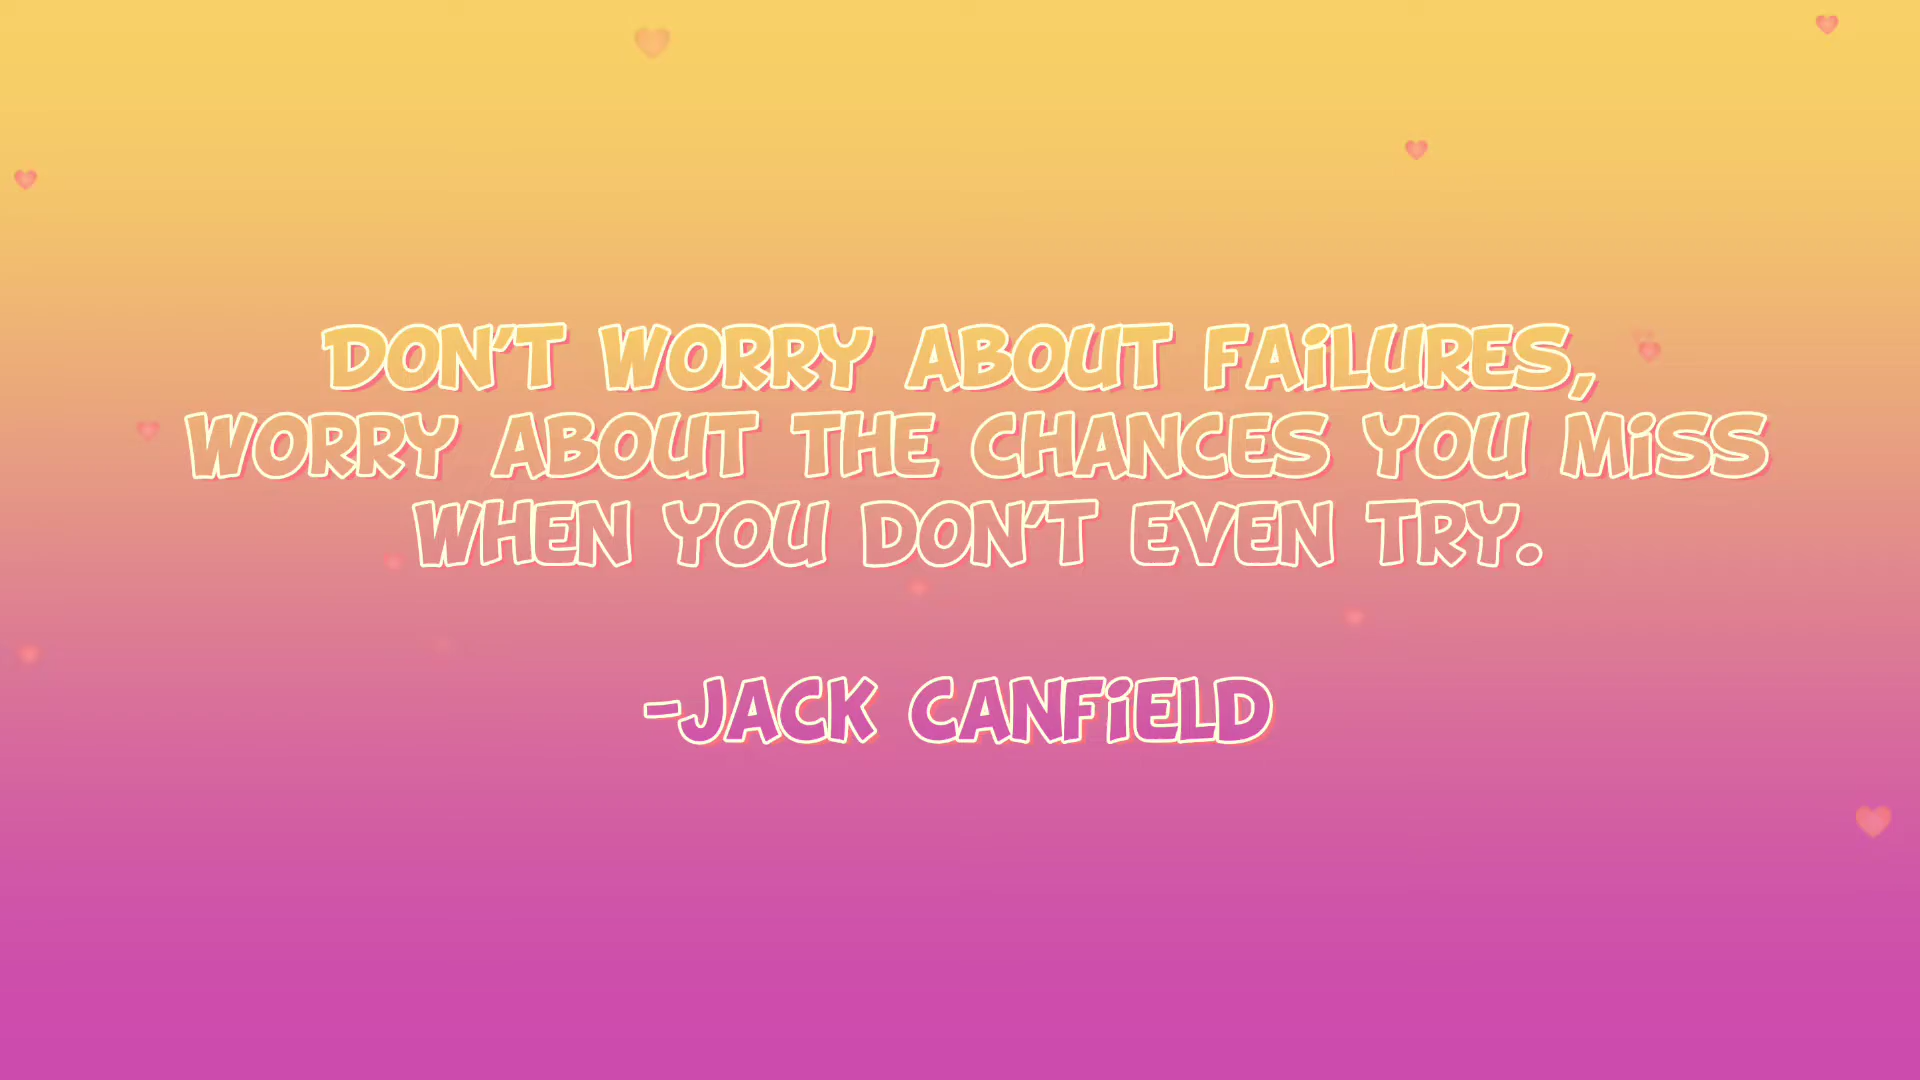 DON'T WORRY ABOUT FAILURES,
WORRY ABOUT THE CHANCES YOU MISS
WHEN YOU DON'T EVEN TRY.
-JACK CANFIELD